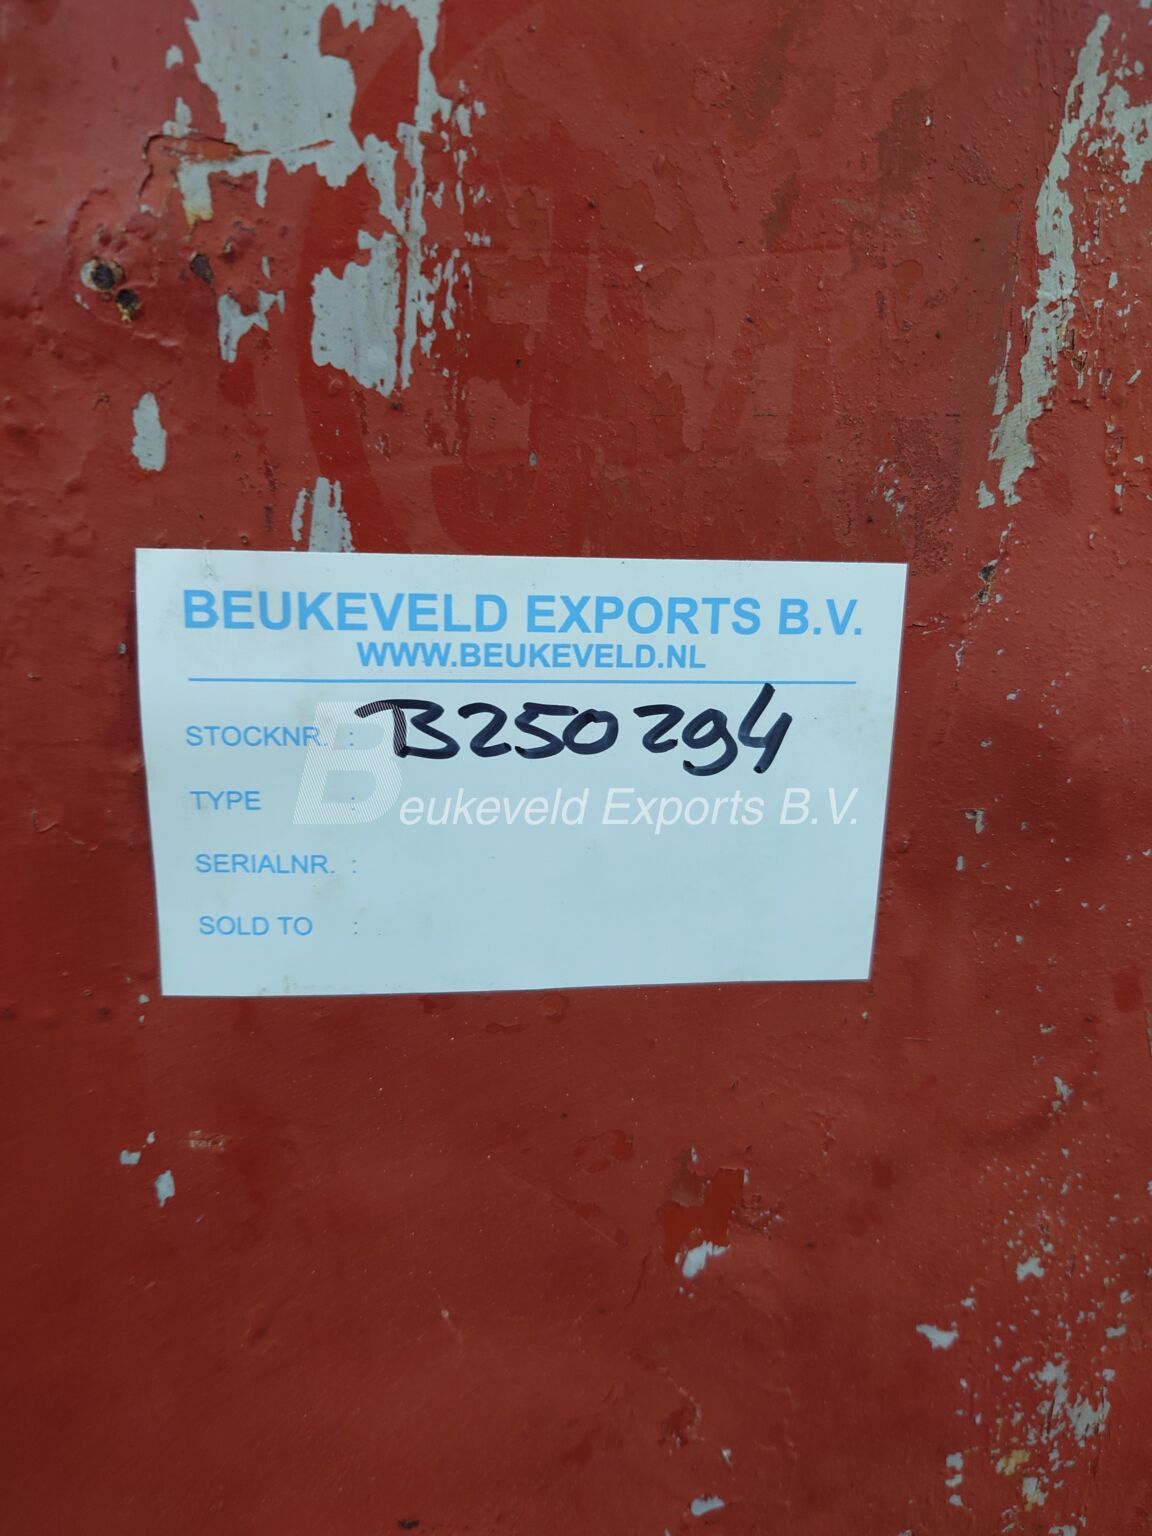 BEUKEVELD EXPORTS B.V.
WWW.BEUKEVELD.NL
STOCKNR. : B250294
TYPE :
Beukeveld Exports B.V.
SERIALNR. :
SOLD TO :